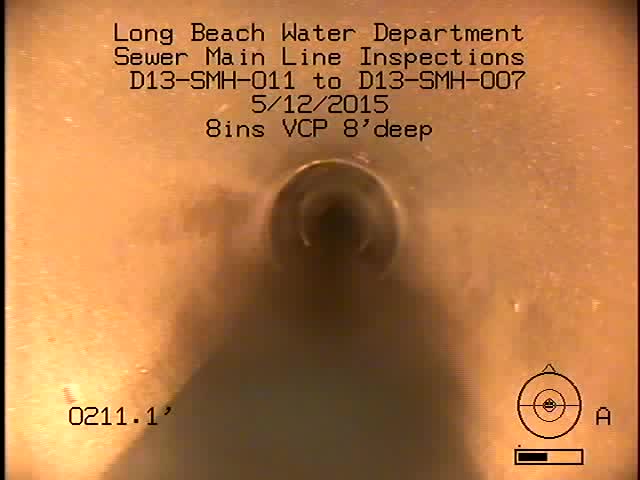 Long Beach Water Department
Sewer Main Line Inspections
D13-SMH-011 to D13-SMH-007
5/12/2015
8ins VCP 8'deep
0211.1'
A